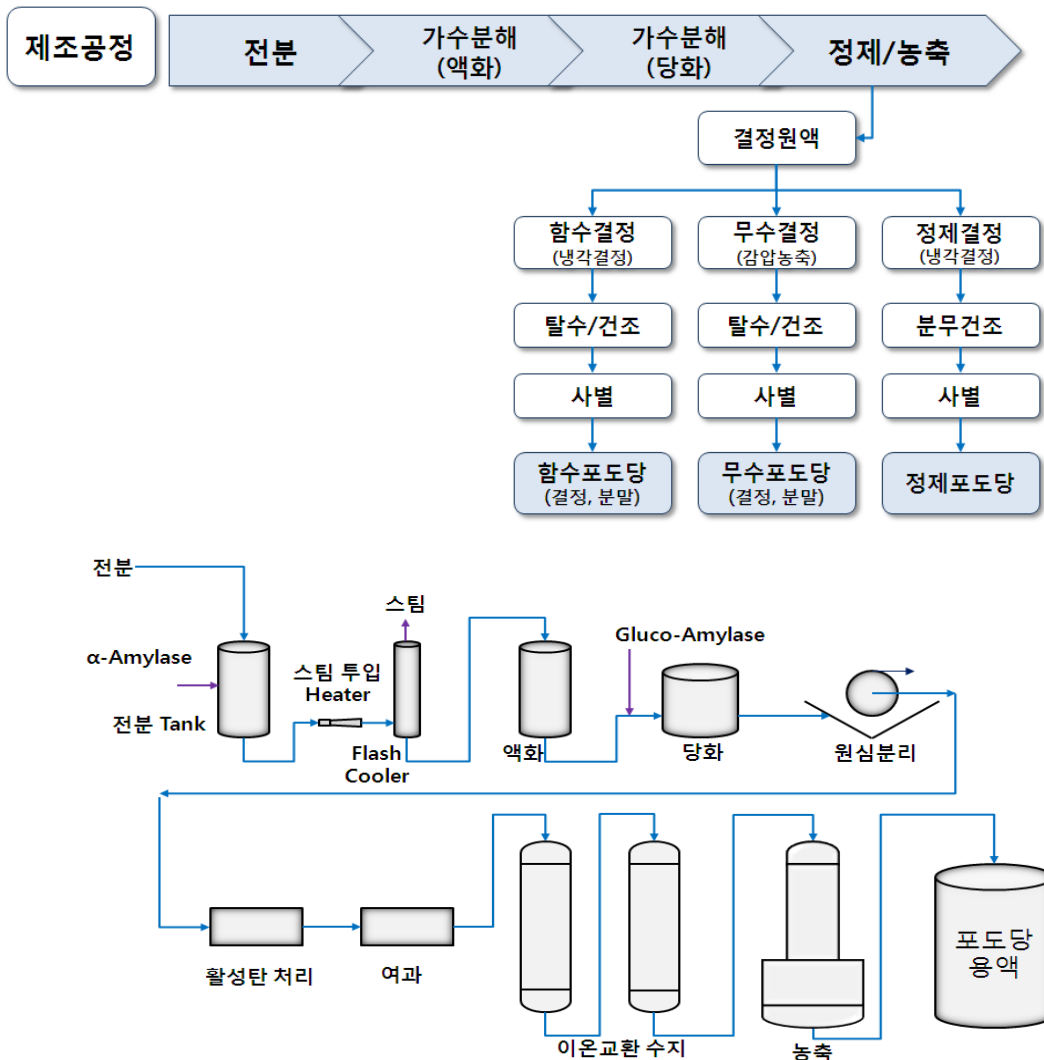 제조공정
전분
가수분해
(액화)
가수분해
(당화)
정제/농축
결정원액
함수결정
(냉각결정)
무수결정
(감압농축)
정제결정
(냉각결정)
탈수/건조
탈수/건조
분무건조
사별
사별
사별
함수포도당
(결정, 분말)
무수포도당
(결정, 분말)
정제포도당
전분
스팀
α-Amylase
Gluco-Amylase
스팀 투입
Heater
전분 Tank
Flash
Cooler
액화
당화
원심분리
활성탄 처리
여과
이온교환 수지
농축
포도당
용액